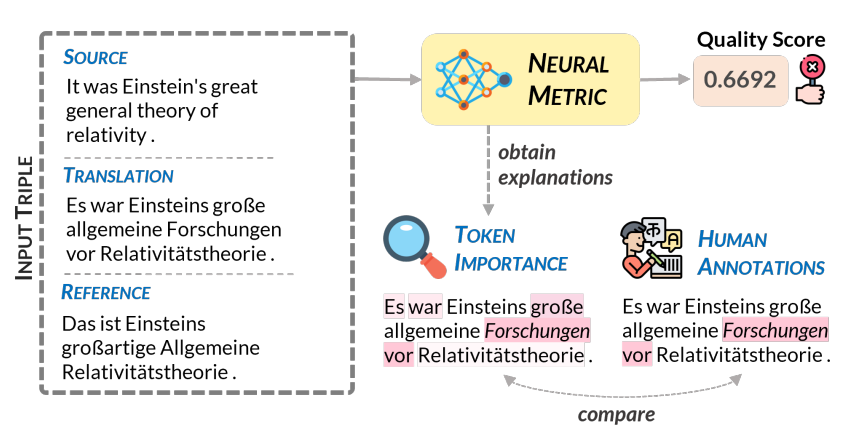 INPUT TRIPLE
SOURCE
It was Einstein's great
general theory of
relativity .
TRANSLATION
Es war Einsteins große
allgemeine Forschungen
vor Relativitätstheorie .
REFERENCE
Das ist Einsteins
großartige Allgemeine
Relativitätstheorie .
NEURAL
METRIC
Quality Score
0.6692
obtain
explanations
TOKEN
IMPORTANCE
Es war Einsteins große
allgemeine Forschungen
vor Relativitätstheorie .
HUMAN
ANNOTATIONS
Es war Einsteins große
allgemeine Forschungen
vor Relativitätstheorie .
compare